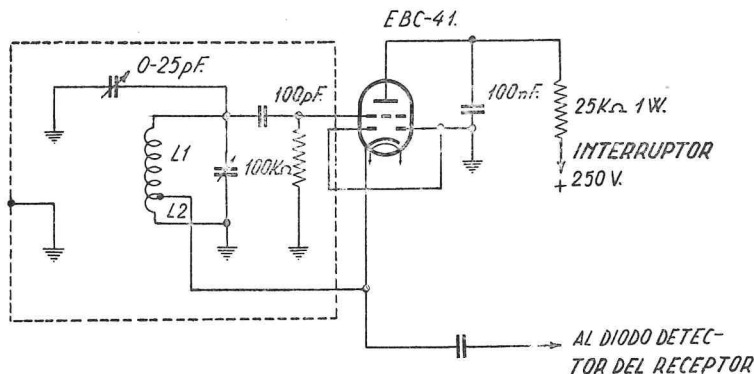 EBC-41.
0-25pF.
100pF.
100nF.
25KΩ 1W.
L1
100KΩ
INTERRUPTOR
+ 250 V.
L2
AL DIODO DETEC-
TOR DEL RECEPTOR